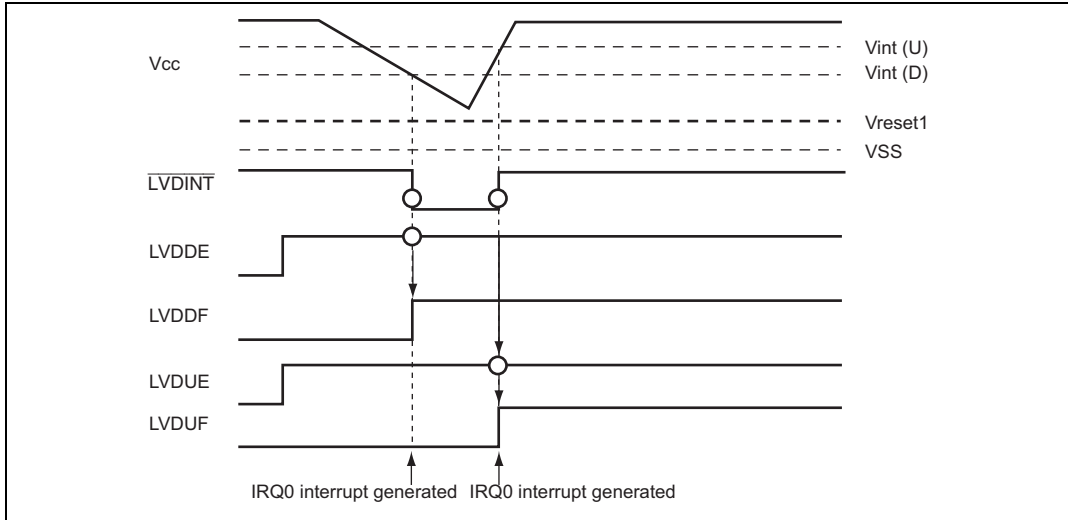 Vcc
Vint (U)
Vint (D)
Vreset1
VSS
LVDINT
LVDDE
LVDDF
LVDUE
LVDUF
IRQ0 interrupt generated IRQ0 interrupt generated